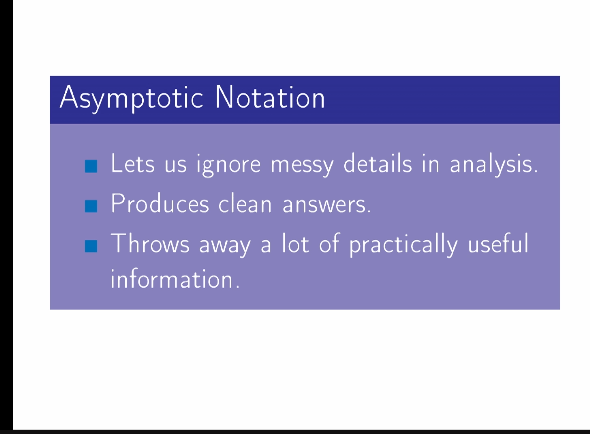 Asymptotic Notation
Lets us ignore messy details in analysis.
Produces clean answers.
Throws away a lot of practically useful
information.